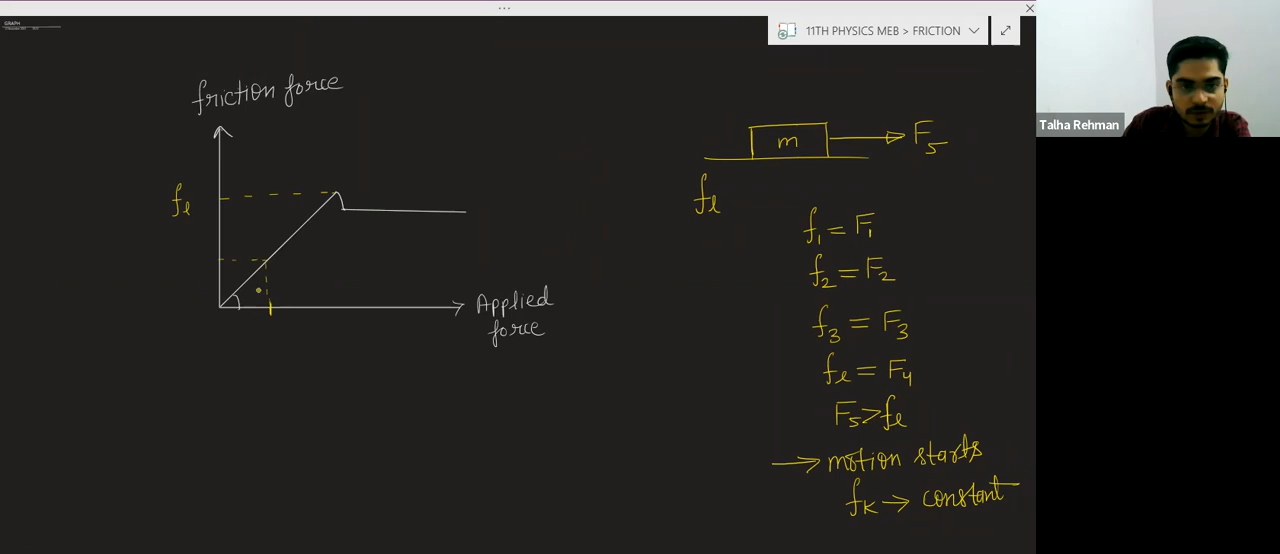 GRAPH
11TH PHYSICS MEB > FRICTION
Talha Rehman
friction force
fℓ
Applied
force
m
F₅
fℓ
f₁ = F₁
f₂ = F₂
f₃ = F₃
fℓ = F₄
F₅ > fℓ
→ motion starts
fK → constant